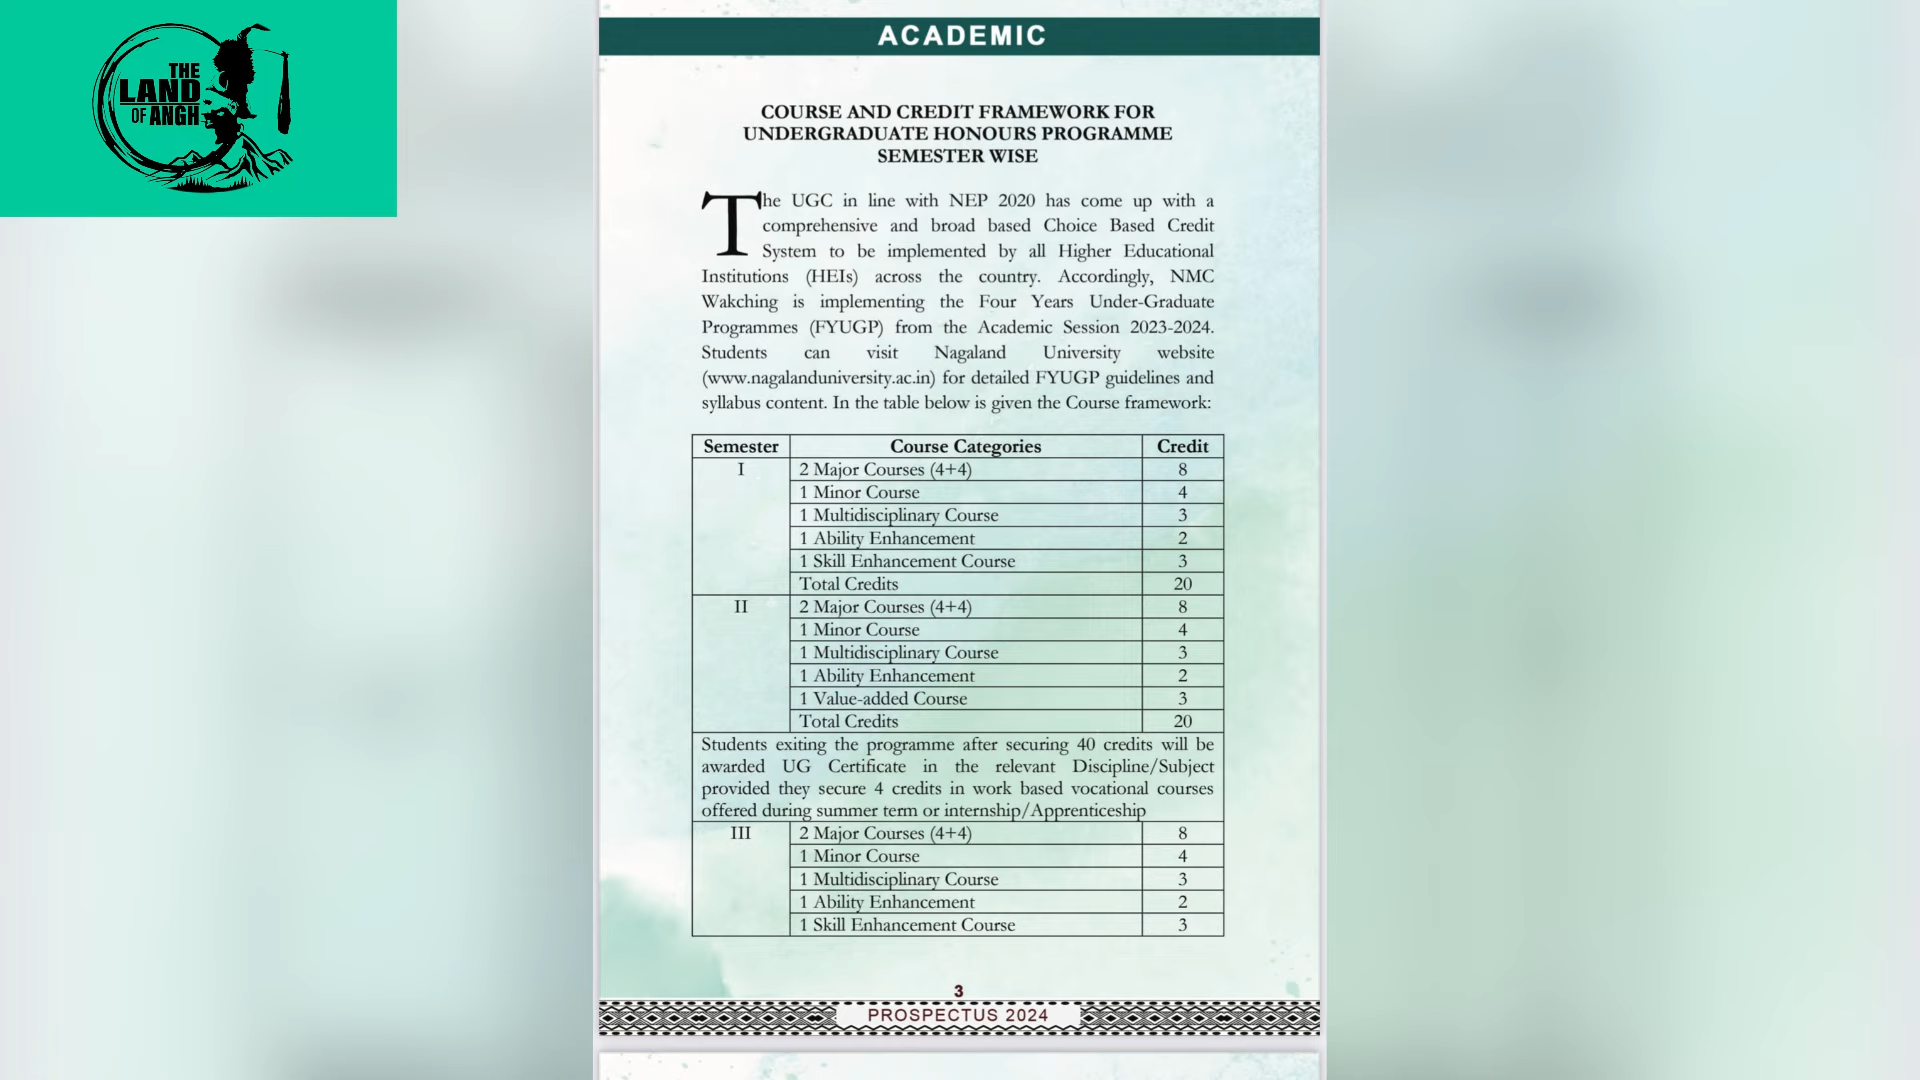 THE
LAND
OF ANGH
ACADEMIC
COURSE AND CREDIT FRAMEWORK FOR
UNDERGRADUATE HONOURS PROGRAMME
SEMESTER WISE
The UGC in line with NEP 2020 has come up with a
comprehensive and broad based Choice Based Credit
System to be implemented by all Higher Educational
Institutions (HEIs) across the country. Accordingly, NMC
Wakching is implementing the Four Years Under-Graduate
Programmes (FYUGP) from the Academic Session 2023-2024.
Students can visit Nagaland University website
(www.nagalanduniversity.ac.in) for detailed FYUGP guidelines and
syllabus content. In the table below is given the Course framework:
Semester Course Categories Credit
I 2 Major Courses (4+4) 8
1 Minor Course 4
1 Multidisciplinary Course 3
1 Ability Enhancement 2
1 Skill Enhancement Course 3
Total Credits 20
II 2 Major Courses (4+4) 8
1 Minor Course 4
1 Multidisciplinary Course 3
1 Ability Enhancement 2
1 Value-added Course 3
Total Credits 20
Students exiting the programme after securing 40 credits will be
awarded UG Certificate in the relevant Discipline/Subject
provided they secure 4 credits in work based vocational courses
offered during summer term or internship/Apprenticeship
III 2 Major Courses (4+4) 8
1 Minor Course 4
1 Multidisciplinary Course 3
1 Ability Enhancement 2
1 Skill Enhancement Course 3
3
PROSPECTUS 2024